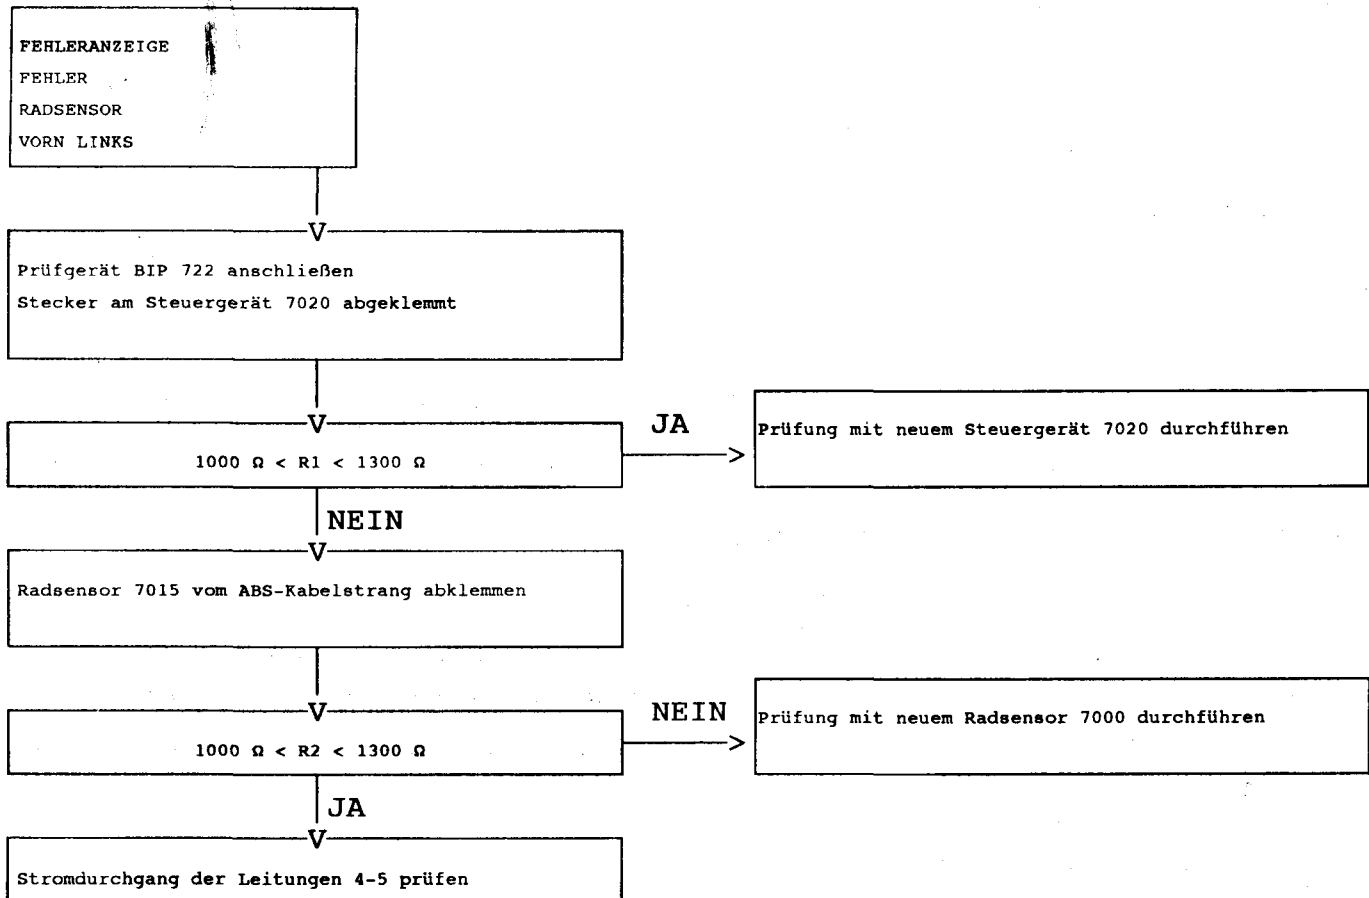 FEHLERANZEIGE
FEHLER
RADSENSOR
VORN LINKS
V
Prüfgerät BIP 722 anschließen
Stecker am Steuergerät 7020 abgeklemmt
V
1000 Ω < R1 < 1300 Ω
JA
>
Prüfung mit neuem Steuergerät 7020 durchführen
NEIN
V
Radsensor 7015 vom ABS-Kabelstrang abklemmen
V
1000 Ω < R2 < 1300 Ω
NEIN
>
Prüfung mit neuem Radsensor 7000 durchführen
JA
V
Stromdurchgang der Leitungen 4-5 prüfen